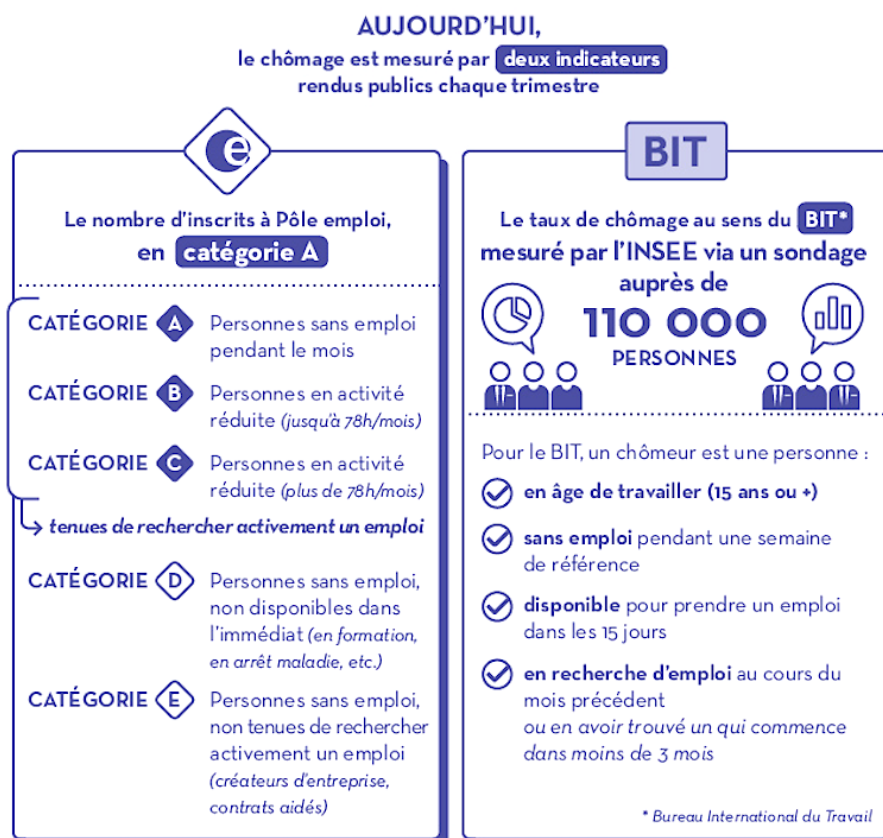 AUJOURD'HUI,
le chômage est mesuré par deux indicateurs
rendus publics chaque trimestre
e
Le nombre d'inscrits à Pôle emploi,
en catégorie A
CATÉGORIE A Personnes sans emploi
pendant le mois
CATÉGORIE B Personnes en activité
réduite (jusqu'à 78h/mois)
CATÉGORIE C Personnes en activité
réduite (plus de 78h/mois)
tenues de rechercher activement un emploi
CATÉGORIE D Personnes sans emploi,
non disponibles dans
l'immédiat (en formation,
en arrêt maladie, etc.)
CATÉGORIE E Personnes sans emploi,
non tenues de rechercher
activement un emploi
(créateurs d'entreprise,
contrats aidés)
BIT
Le taux de chômage au sens du BIT*
mesuré par l'INSEE via un sondage
auprès de
110 000
PERSONNES
Pour le BIT, un chômeur est une personne :
en âge de travailler (15 ans ou +)
sans emploi pendant une semaine
de référence
disponible pour prendre un emploi
dans les 15 jours
en recherche d'emploi au cours du
mois précédent
ou en avoir trouvé un qui commence
dans moins de 3 mois
* Bureau International du Travail